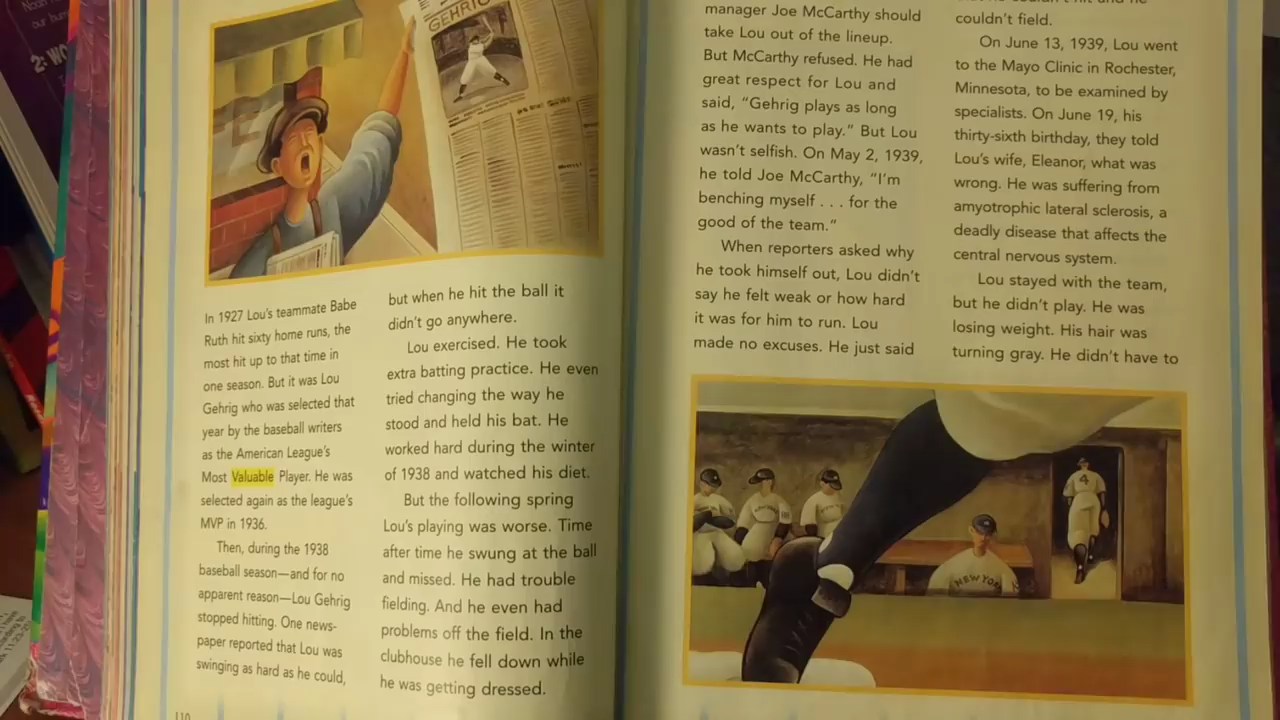 GEHRIG
In 1927 Lou's teammate Babe
Ruth hit sixty home runs, the
most hit up to that time in
one season. But it was Lou
Gehrig who was selected that
year by the baseball writers
as the American League's
Most Valuable Player. He was
selected again as the league's
MVP in 1936.
Then, during the 1938
baseball season—and for no
apparent reason—Lou Gehrig
stopped hitting. One news-
paper reported that Lou was
swinging as hard as he could,
110
but when he hit the ball it
didn't go anywhere.
Lou exercised. He took
extra batting practice. He even
tried changing the way he
stood and held his bat. He
worked hard during the winter
of 1938 and watched his diet.
But the following spring
Lou's playing was worse. Time
after time he swung at the ball
and missed. He had trouble
fielding. And he even had
problems off the field. In the
clubhouse he fell down while
he was getting dressed.
manager Joe McCarthy should
take Lou out of the lineup.
But McCarthy refused. He had
great respect for Lou and
said, "Gehrig plays as long
as he wants to play." But Lou
wasn't selfish. On May 2, 1939,
he told Joe McCarthy, "I'm
benching myself . . . for the
good of the team."
When reporters asked why
he took himself out, Lou didn't
say he felt weak or how hard
it was for him to run. Lou
made no excuses. He just said
that he couldn't hit and he
couldn't field.
On June 13, 1939, Lou went
to the Mayo Clinic in Rochester,
Minnesota, to be examined by
specialists. On June 19, his
thirty-sixth birthday, they told
Lou's wife, Eleanor, what was
wrong. He was suffering from
amyotrophic lateral sclerosis, a
deadly disease that affects the
central nervous system.
Lou stayed with the team,
but he didn't play. He was
losing weight. His hair was
turning gray. He didn't have to
4
NEW YORK